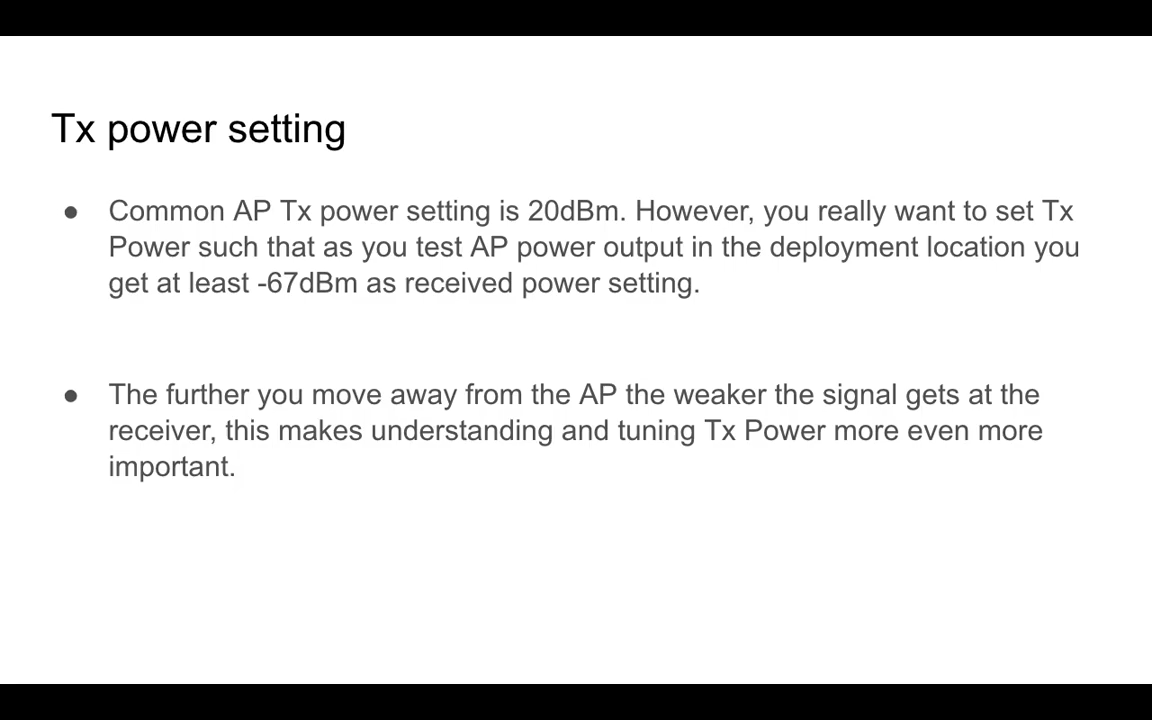 Tx power setting
● Common AP Tx power setting is 20dBm. However, you really want to set Tx
Power such that as you test AP power output in the deployment location you
get at least -67dBm as received power setting.
● The further you move away from the AP the weaker the signal gets at the
receiver, this makes understanding and tuning Tx Power more even more
important.